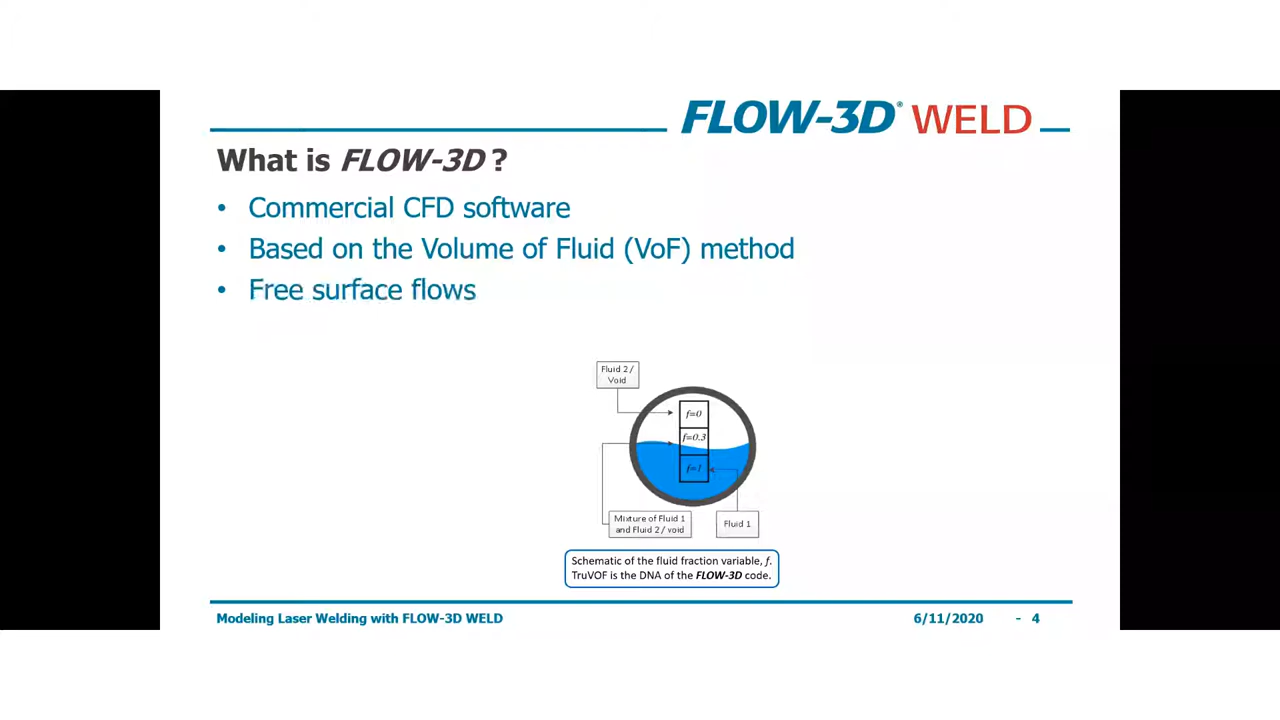 FLOW-3D® WELD
What is FLOW-3D ?
• Commercial CFD software
• Based on the Volume of Fluid (VoF) method
• Free surface flows
Fluid 2 /
Void
f=0
f=0.3
f=1
Mixture of Fluid 1
and Fluid 2 / void
Fluid 1
Schematic of the fluid fraction variable, f.
TruVOF is the DNA of the FLOW-3D code.
Modeling Laser Welding with FLOW-3D WELD
6/11/2020 - 4